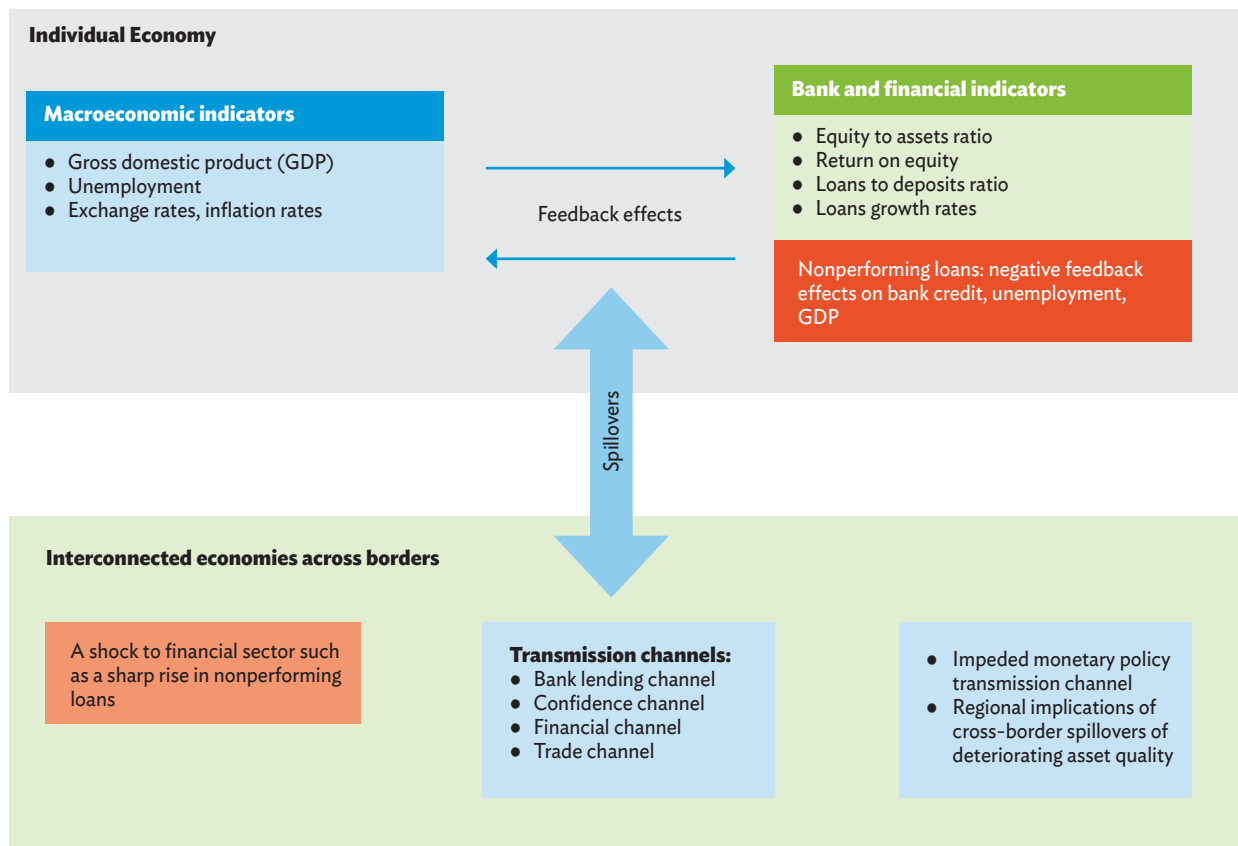 Individual Economy
Macroeconomic indicators
● Gross domestic product (GDP)
● Unemployment
● Exchange rates, inflation rates
Feedback effects
Bank and financial indicators
● Equity to assets ratio
● Return on equity
● Loans to deposits ratio
● Loans growth rates
Nonperforming loans: negative feedback
effects on bank credit, unemployment,
GDP
Spillovers
Interconnected economies across borders
A shock to financial sector such
as a sharp rise in nonperforming
loans
Transmission channels:
● Bank lending channel
● Confidence channel
● Financial channel
● Trade channel
● Impeded monetary policy
transmission channel
● Regional implications of
cross-border spillovers of
deteriorating asset quality